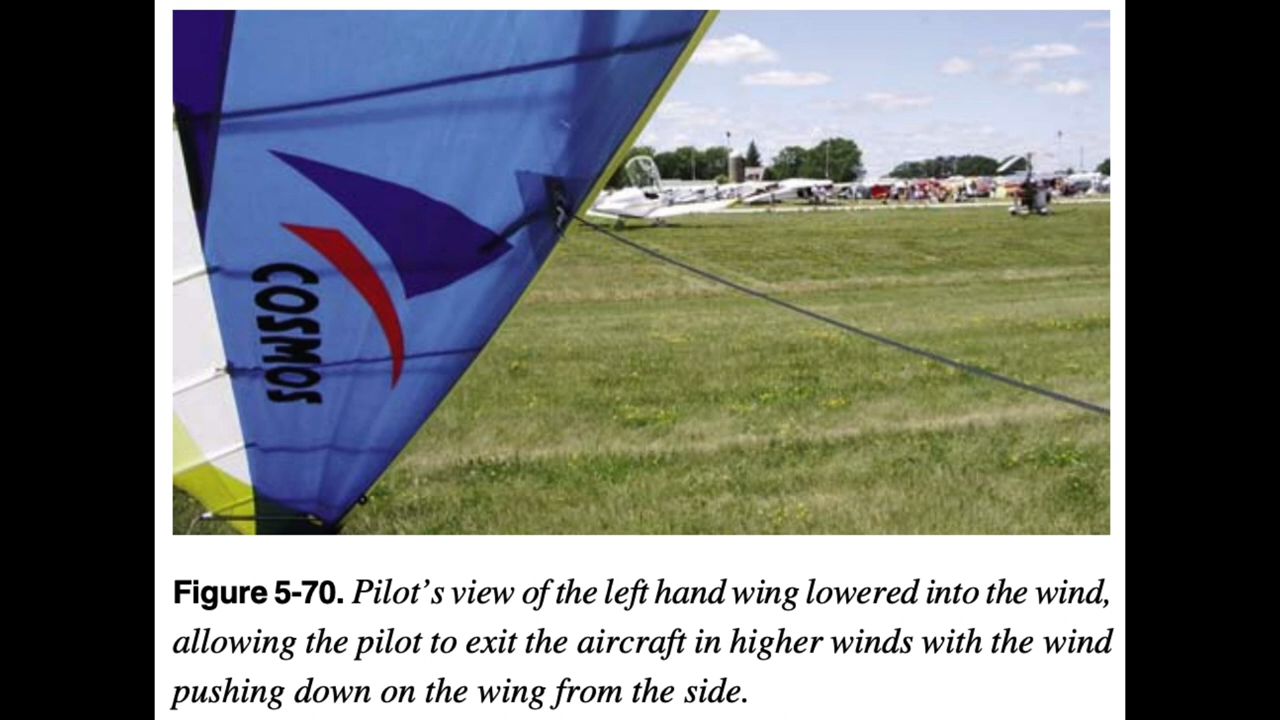 COSMOS
Figure 5-70. Pilot's view of the left hand wing lowered into the wind,
allowing the pilot to exit the aircraft in higher winds with the wind
pushing down on the wing from the side.